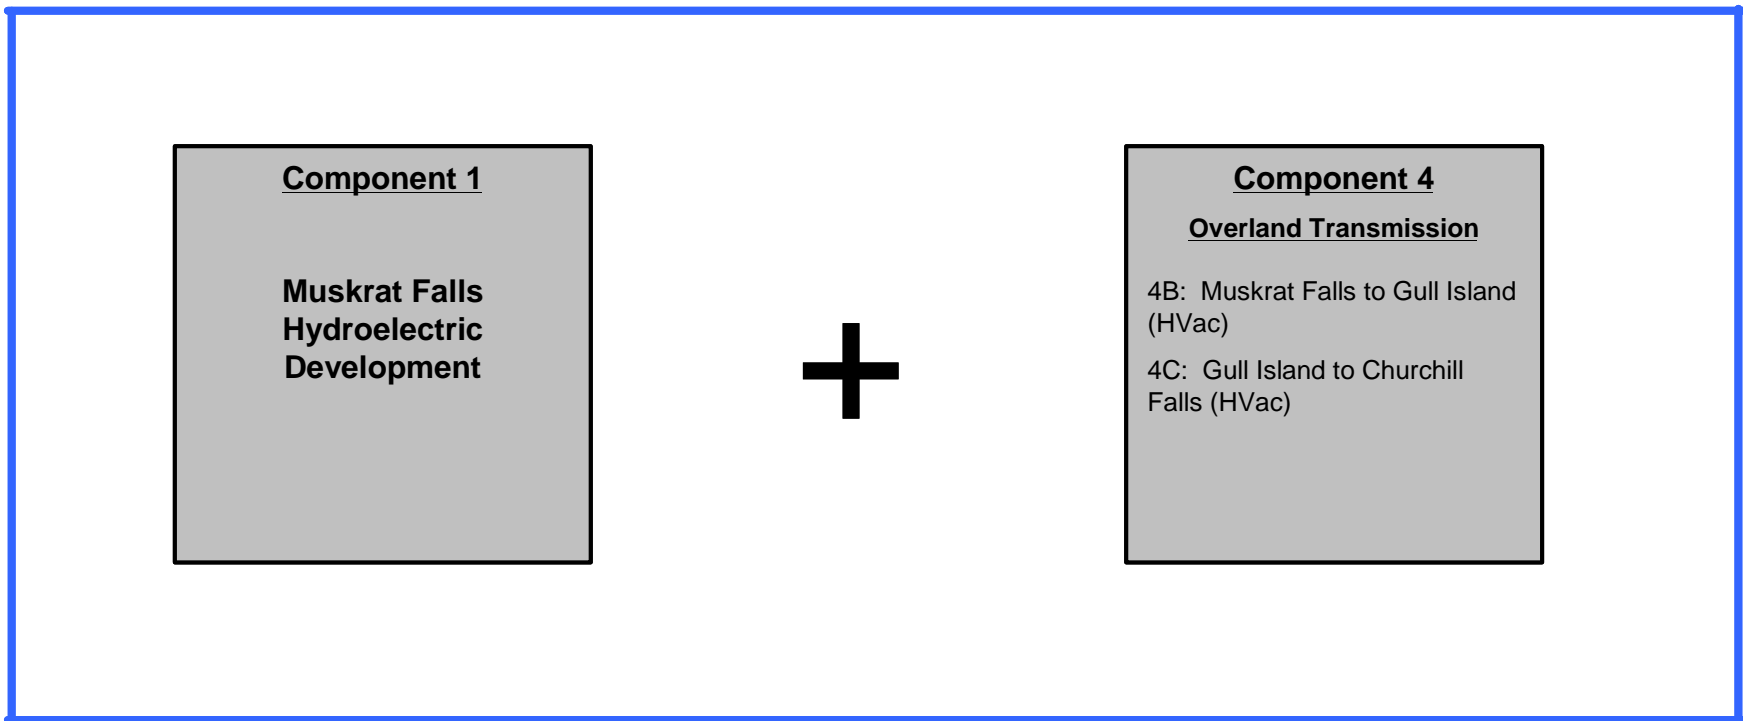 Component 1
Muskrat Falls
Hydroelectric
Development
+
Component 4
Overland Transmission
4B:  Muskrat Falls to Gull Island
(HVac)
4C:  Gull Island to Churchill
Falls (HVac)